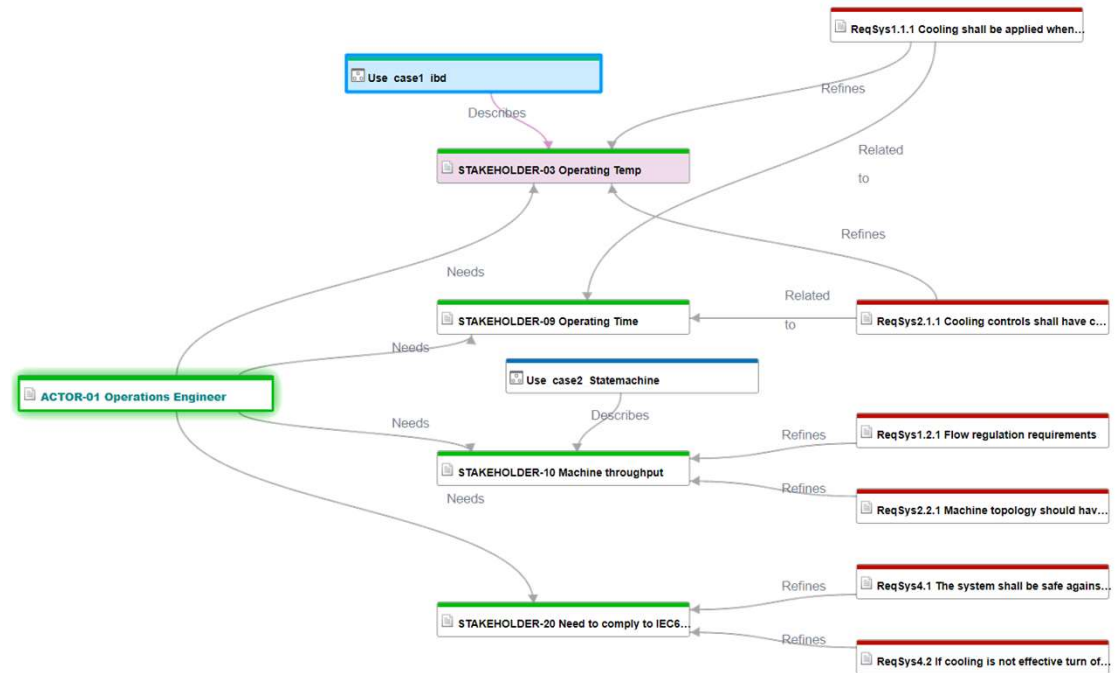 ReqSys1.1.1 Cooling shall be applied when...
Use case1 ibd
Refines
Describes
Related
to
STAKEHOLDER-03 Operating Temp
Refines
Needs
Related
to
STAKEHOLDER-09 Operating Time
ReqSys2.1.1 Cooling controls shall have c...
Needs
Use case2 Statemachine
ACTOR-01 Operations Engineer
Describes
Needs
Refines
ReqSys1.2.1 Flow regulation requirements
STAKEHOLDER-10 Machine throughput
Needs
Refines
ReqSys2.2.1 Machine topology should hav...
Refines
ReqSys4.1 The system shall be safe agains...
STAKEHOLDER-20 Need to comply to IEC6...
Refines
ReqSys4.2 If cooling is not effective turn of...